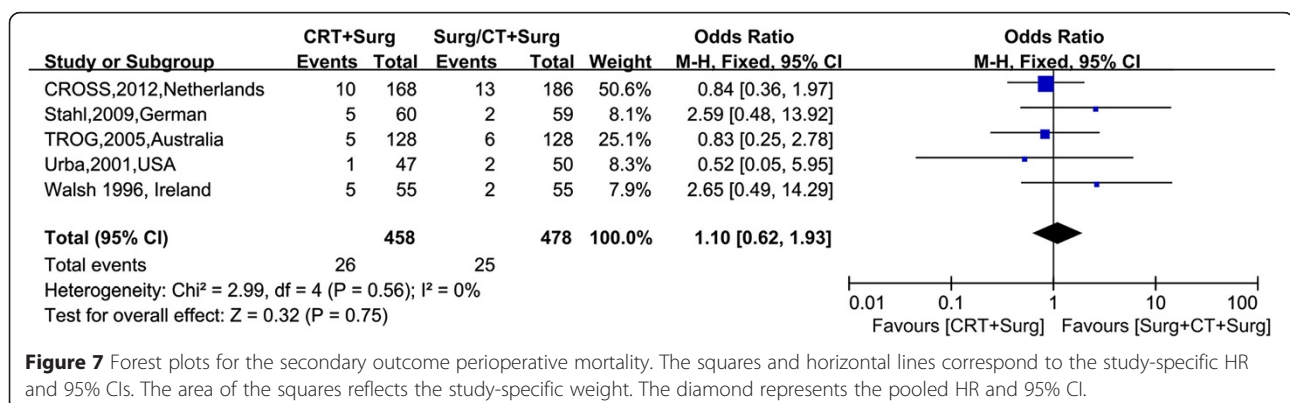 CRT+Surg Surg/CT+Surg Odds Ratio Odds Ratio
Study or Subgroup Events Total Events Total Weight M-H, Fixed, 95% CI M-H, Fixed, 95% CI
CROSS,2012,Netherlands 10 168 13 186 50.6% 0.84 [0.36, 1.97]
Stahl,2009,German 5 60 2 59 8.1% 2.59 [0.48, 13.92]
TROG,2005,Australia 5 128 6 128 25.1% 0.83 [0.25, 2.78]
Urba,2001,USA 1 47 2 50 8.3% 0.52 [0.05, 5.95]
Walsh 1996, Ireland 5 55 2 55 7.9% 2.65 [0.49, 14.29]
Total (95% CI) 458 478 100.0% 1.10 [0.62, 1.93]
Total events 26 25
Heterogeneity: Chi² = 2.99, df = 4 (P = 0.56); I² = 0%
Test for overall effect: Z = 0.32 (P = 0.75)
0.01 0.1 1 10 100
Favours [CRT+Surg] Favours [Surg+CT+Surg]
Figure 7 Forest plots for the secondary outcome perioperative mortality. The squares and horizontal lines correspond to the study-specific HR
and 95% CIs. The area of the squares reflects the study-specific weight. The diamond represents the pooled HR and 95% CI.